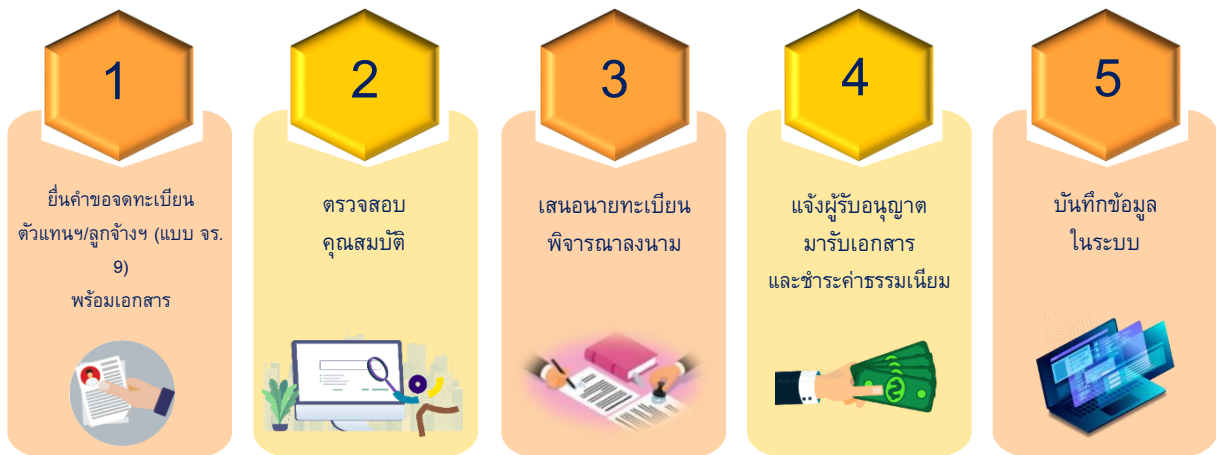 1
ยื่นคำขอจดทะเบียน
ตัวแทนฯ/ลูกจ้างฯ (แบบ จร.
9)
พร้อมเอกสาร
2
ตรวจสอบ
คุณสมบัติ
3
เสนอนายทะเบียน
พิจารณาลงนาม
4
แจ้งผู้รับอนุญาต
มารับเอกสาร
และชำระค่าธรรมเนียม
5
บันทึกข้อมูล
ในระบบ